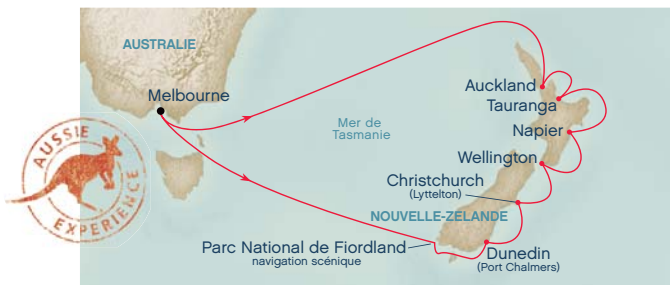 AUSTRALIE
Melbourne
AUSSIE
EXPERIENCE
Mer de
Tasmanie
Auckland
Tauranga
Napier
Wellington
Christchurch
(Lyttelton)
NOUVELLE-ZELANDE
Parc National de Fiordland
navigation scénique
Dunedin
(Port Chalmers)